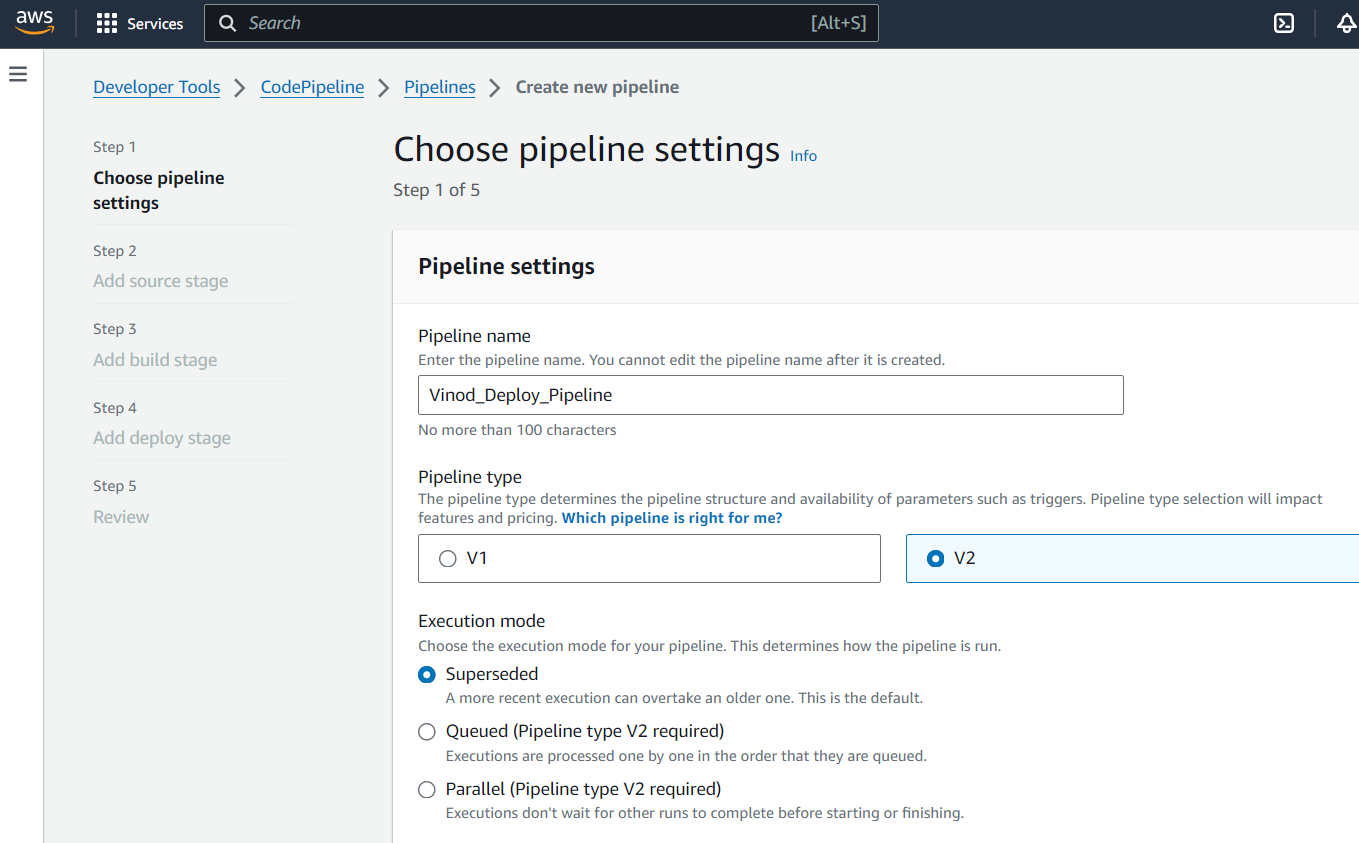 aws
Services
Search [Alt+S]
Developer Tools > CodePipeline > Pipelines > Create new pipeline
Step 1
Choose pipeline
settings
Step 2
Add source stage
Step 3
Add build stage
Step 4
Add deploy stage
Step 5
Review
Choose pipeline settings Info
Step 1 of 5
Pipeline settings
Pipeline name
Enter the pipeline name. You cannot edit the pipeline name after it is created.
Vinod_Deploy_Pipeline
No more than 100 characters
Pipeline type
The pipeline type determines the pipeline structure and availability of parameters such as triggers. Pipeline type selection will impact
features and pricing. Which pipeline is right for me?
V1
V2
Execution mode
Choose the execution mode for your pipeline. This determines how the pipeline is run.
Superseded
A more recent execution can overtake an older one. This is the default.
Queued (Pipeline type V2 required)
Executions are processed one by one in the order that they are queued.
Parallel (Pipeline type V2 required)
Executions don't wait for other runs to complete before starting or finishing.